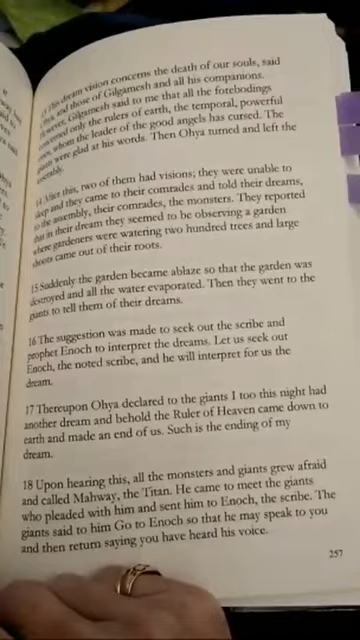 This dream vision concerns the death of our souls, said
and those of Gilgamesh and all his companions.
However, Gilgamesh said to me that all the forebodings
concerned only the rulers of earth, the temporal, powerful
whom the leader of the good angels has cursed. The
giants were glad at his words. Then Ohya turned and left the
assembly.
14 After this, two of them had visions; they were unable to
sleep and they came to their comrades and told their dreams,
to the assembly, their comrades, the monsters. They reported
that in their dream they seemed to be observing a garden
where gardeners were watering two hundred trees and large
shoots came out of their roots.
15 Suddenly the garden became ablaze so that the garden was
destroyed and all the water evaporated. Then they went to the
giants to tell them of their dreams.
16 The suggestion was made to seek out the scribe and
prophet Enoch to interpret the dreams. Let us seek out
Enoch, the noted scribe, and he will interpret for us the
dream.
17 Thereupon Ohya declared to the giants I too this night had
another dream and behold the Ruler of Heaven came down to
earth and made an end of us. Such is the ending of my
dream.
18 Upon hearing this, all the monsters and giants grew afraid
and called Mahway, the Titan. He came to meet the giants
who pleaded with him and sent him to Enoch, the scribe. The
giants said to him Go to Enoch so that he may speak to you
and then return saying you have heard his voice.
257